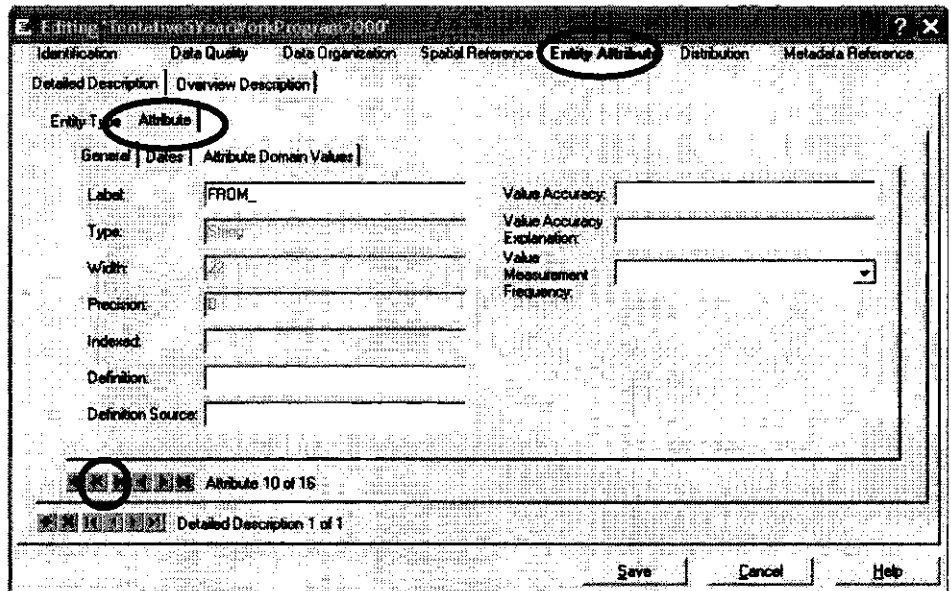 Editing 'Tentative5YearWorkProgram2000'
Identification Data Quality Data Organization Spatial Reference Entity Attribute Distribution Metadata Reference
Detailed Description Overview Description
Entity Type Attribute
General Dates Attribute Domain Values
Label: FROM_
Type: String
Width: 22
Precision: 0
Indexed:
Definition:
Definition Source:
Value Accuracy:
Value Accuracy
Explanation:
Value
Measurement
Frequency:
Attribute 10 of 16
Detailed Description 1 of 1
Save Cancel Help